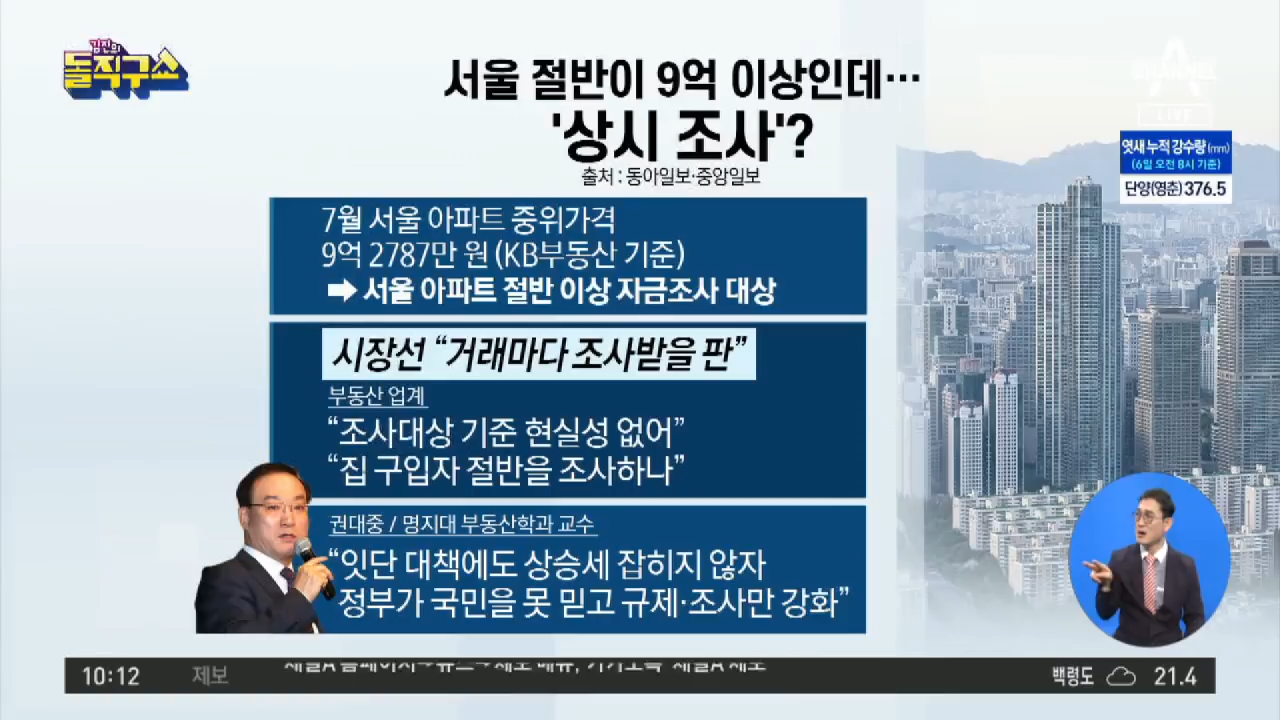 김진의
돌직구쇼
서울 절반이 9억 이상인데…
'상시 조사'?
출처 : 동아일보·중앙일보
CHANNEL A
LIVE
엿새 누적 강수량(mm)
(6일 오전 8시 기준)
단양(영춘) 376.5
7월 서울 아파트 중위가격
9억 2787만 원 (KB부동산 기준)
➡ 서울 아파트 절반 이상 자금조사 대상
시장선 “거래마다 조사받을 판”
부동산 업계
“조사대상 기준 현실성 없어”
“집 구입자 절반을 조사하나”
권대중 / 명지대 부동산학과 교수
“잇단 대책에도 상승세 잡히지 않자
정부가 국민을 못 믿고 규제·조사만 강화”
10:12 제보
백령도 21.4